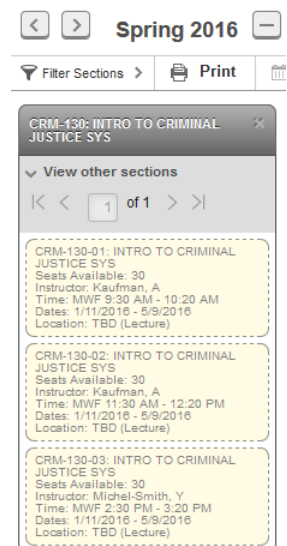 Spring 2016
Filter Sections
Print
CRM-130: INTRO TO CRIMINAL
JUSTICE SYS
View other sections
1 of 1
CRM-130-01: INTRO TO CRIMINAL
JUSTICE SYS
Seats Available: 30
Instructor: Kaufman, A
Time: MWF 9:30 AM - 10:20 AM
Dates: 1/11/2016 - 5/9/2016
Location: TBD (Lecture)
CRM-130-02: INTRO TO CRIMINAL
JUSTICE SYS
Seats Available: 30
Instructor: Kaufman, A
Time: MWF 11:30 AM - 12:20 PM
Dates: 1/11/2016 - 5/9/2016
Location: TBD (Lecture)
CRM-130-03: INTRO TO CRIMINAL
JUSTICE SYS
Seats Available: 30
Instructor: Michel-Smith, Y
Time: MWF 2:30 PM - 3:20 PM
Dates: 1/11/2016 - 5/9/2016
Location: TBD (Lecture)